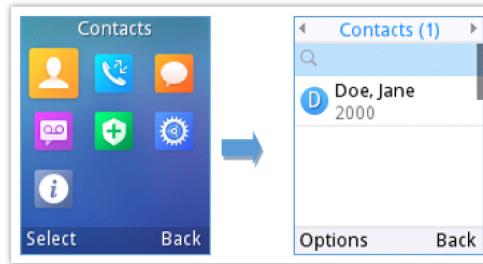 Contacts
Select Back
Contacts (1)
D Doe, Jane
2000
Options Back